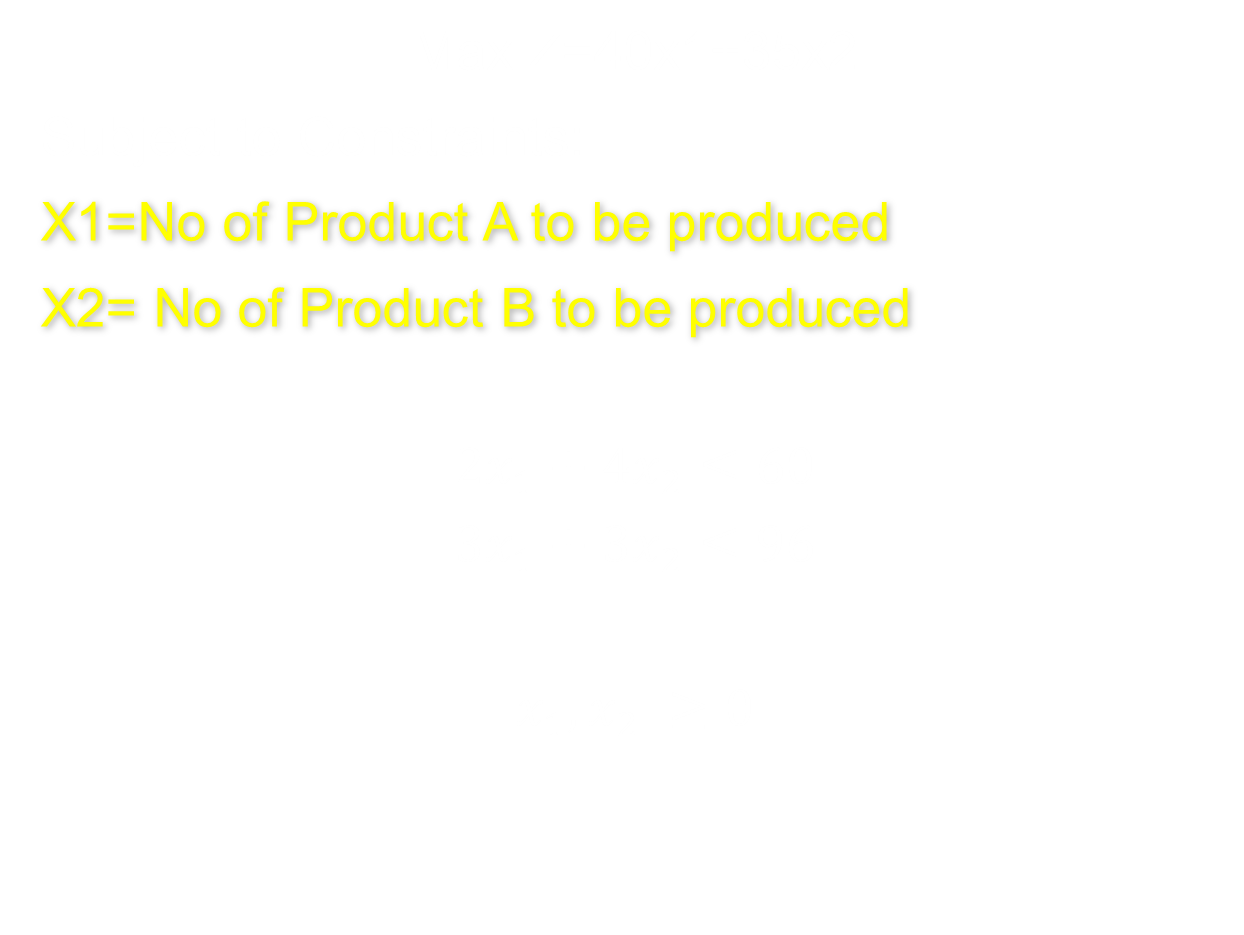 X1=No of Product A to be produced
X2= No of Product B to be produced